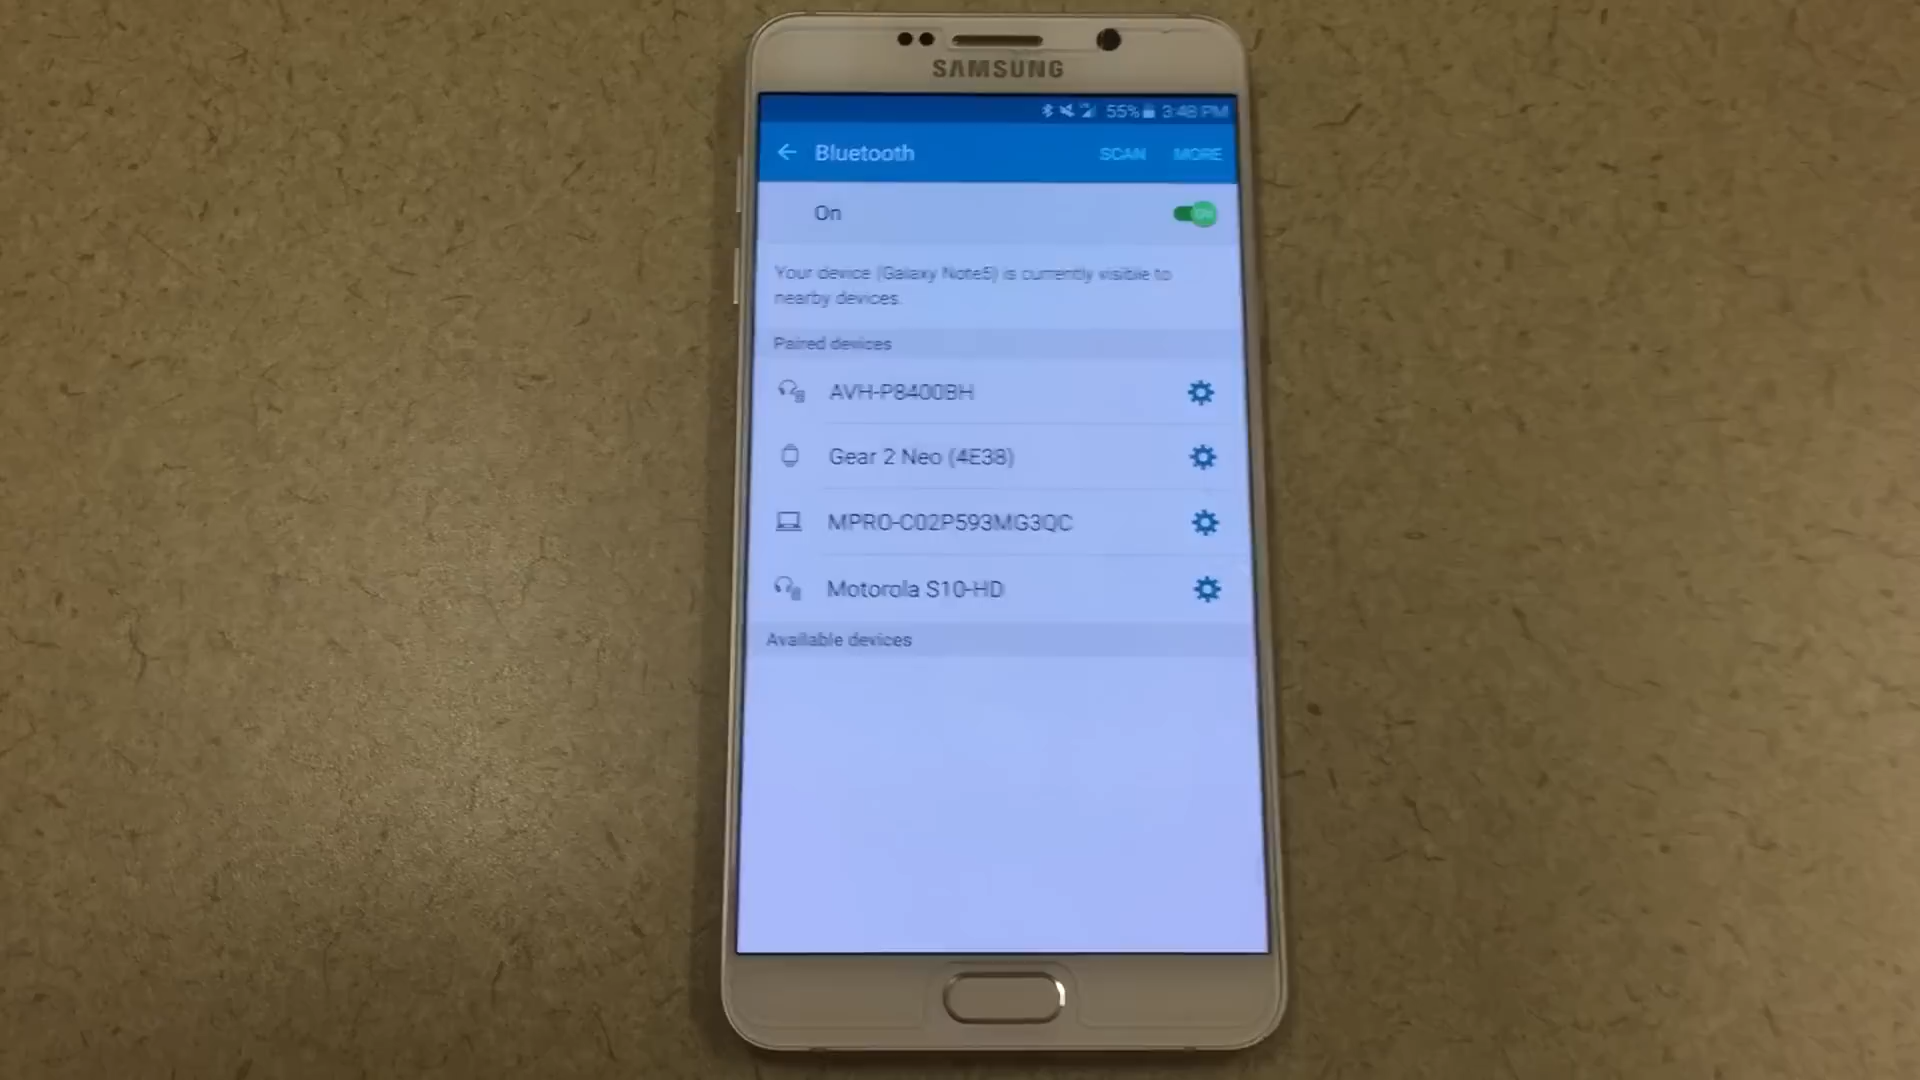 SAMSUNG
55% 3:48 PM
Bluetooth SCAN MORE
On
Your device (Galaxy Note5) is currently visible to
nearby devices.
Paired devices
AVH-P8400BH
Gear 2 Neo (4E38)
MPRO-C02P593MG3QC
Motorola S10-HD
Available devices